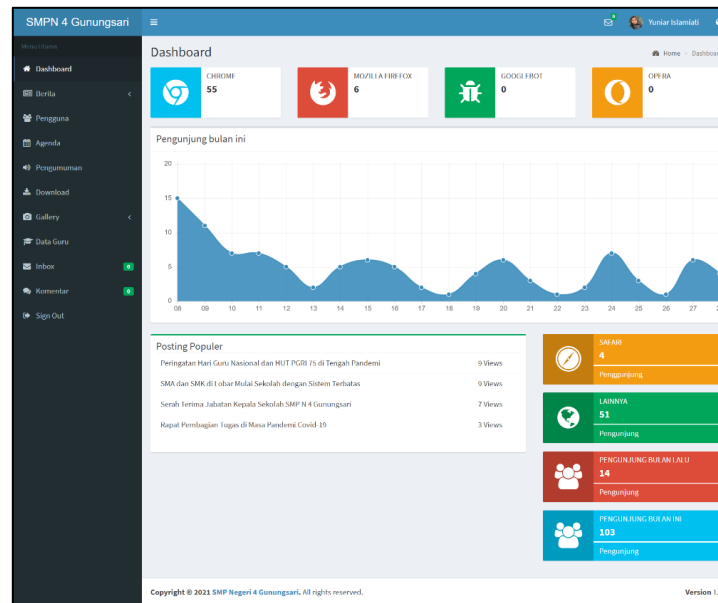 SMPN 4 Gunungsari
0
Yuniar Islamiati
Menu Utama
Dashboard
Berita
Pengguna
Agenda
Pengumuman
Download
Gallery
Data Guru
Inbox 0
Komentar 0
Sign Out
Dashboard
Home > Dashboar
CHROME
55
MOZILLA FIREFOX
6
GOOGLEBOT
0
OPERA
0
Pengunjung bulan ini
20
15
10
5
0
08 09 10 11 12 13 14 15 16 17 18 19 20 21 22 23 24 25 26 27
Posting Populer
Peringatan Hari Guru Nasional dan HUT PGRI 75 di Tengah Pandemi 9 Views
SMA dan SMK di Lobar Mulai Sekolah dengan Sistem Terbatas 9 Views
Serah Terima Jabatan Kepala Sekolah SMP N 4 Gunungsari 7 Views
Rapat Pembagian Tugas di Masa Pandemi Covid-19 3 Views
SAFARI
4
Penggunjung
LAINNYA
51
Pengunjung
PENGUNJUNG BULAN LALU
14
Pengunjung
PENGUNJUNG BULAN INI
103
Pengunjung
Copyright © 2021 SMP Negeri 4 Gunungsari. All rights reserved.
Version 1.